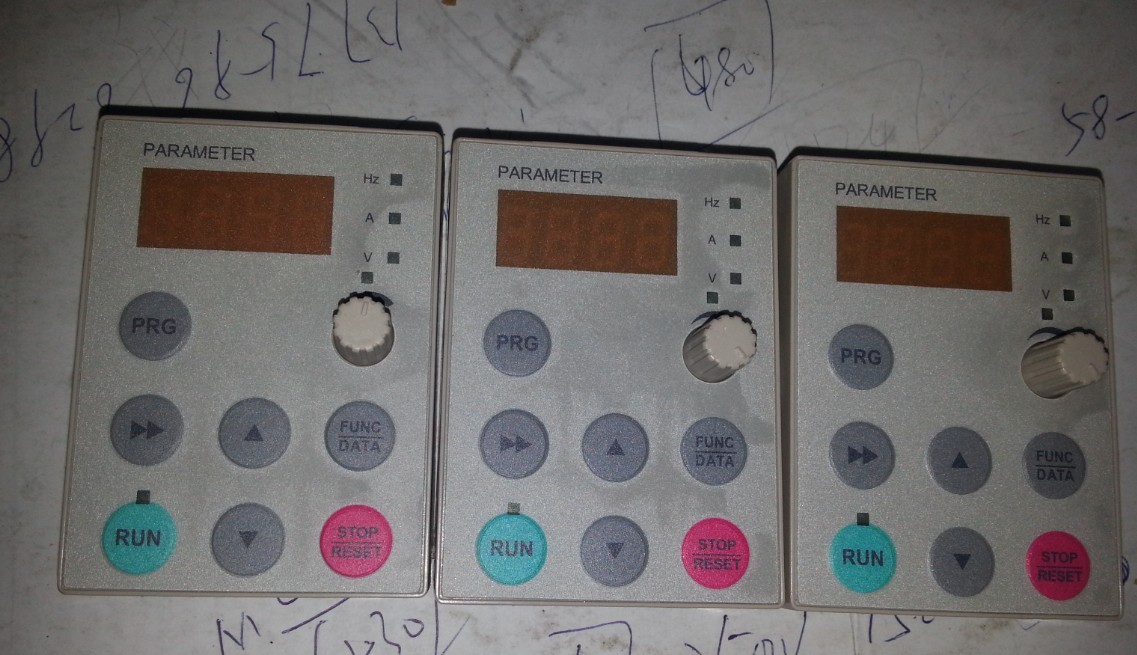 PARAMETER
Hz
A
V
PRG
FUNC
DATA
RUN
STOP
RESET
PARAMETER
Hz
A
V
PRG
FUNC
DATA
RUN
STOP
RESET
PARAMETER
Hz
A
V
PRG
FUNC
DATA
RUN
STOP
RESET